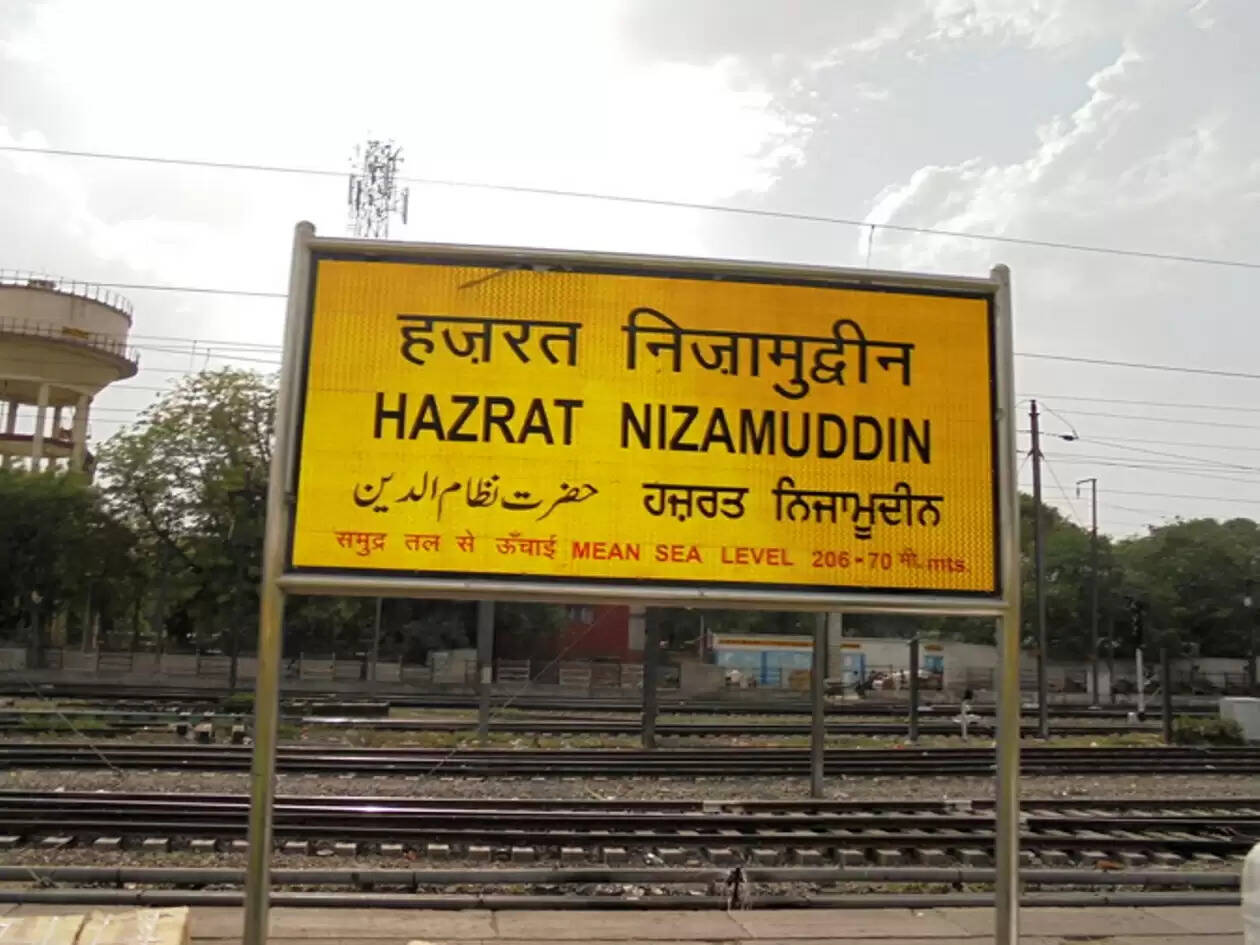 हज़रत निज़ामुद्दीन
HAZRAT NIZAMUDDIN
حضرت نظام الدین ਹਜ਼ਰਤ ਨਿਜਾਮੂਦੀਨ
समुद्र तल से ऊँचाई MEAN SEA LEVEL 206-70 मी. mts.